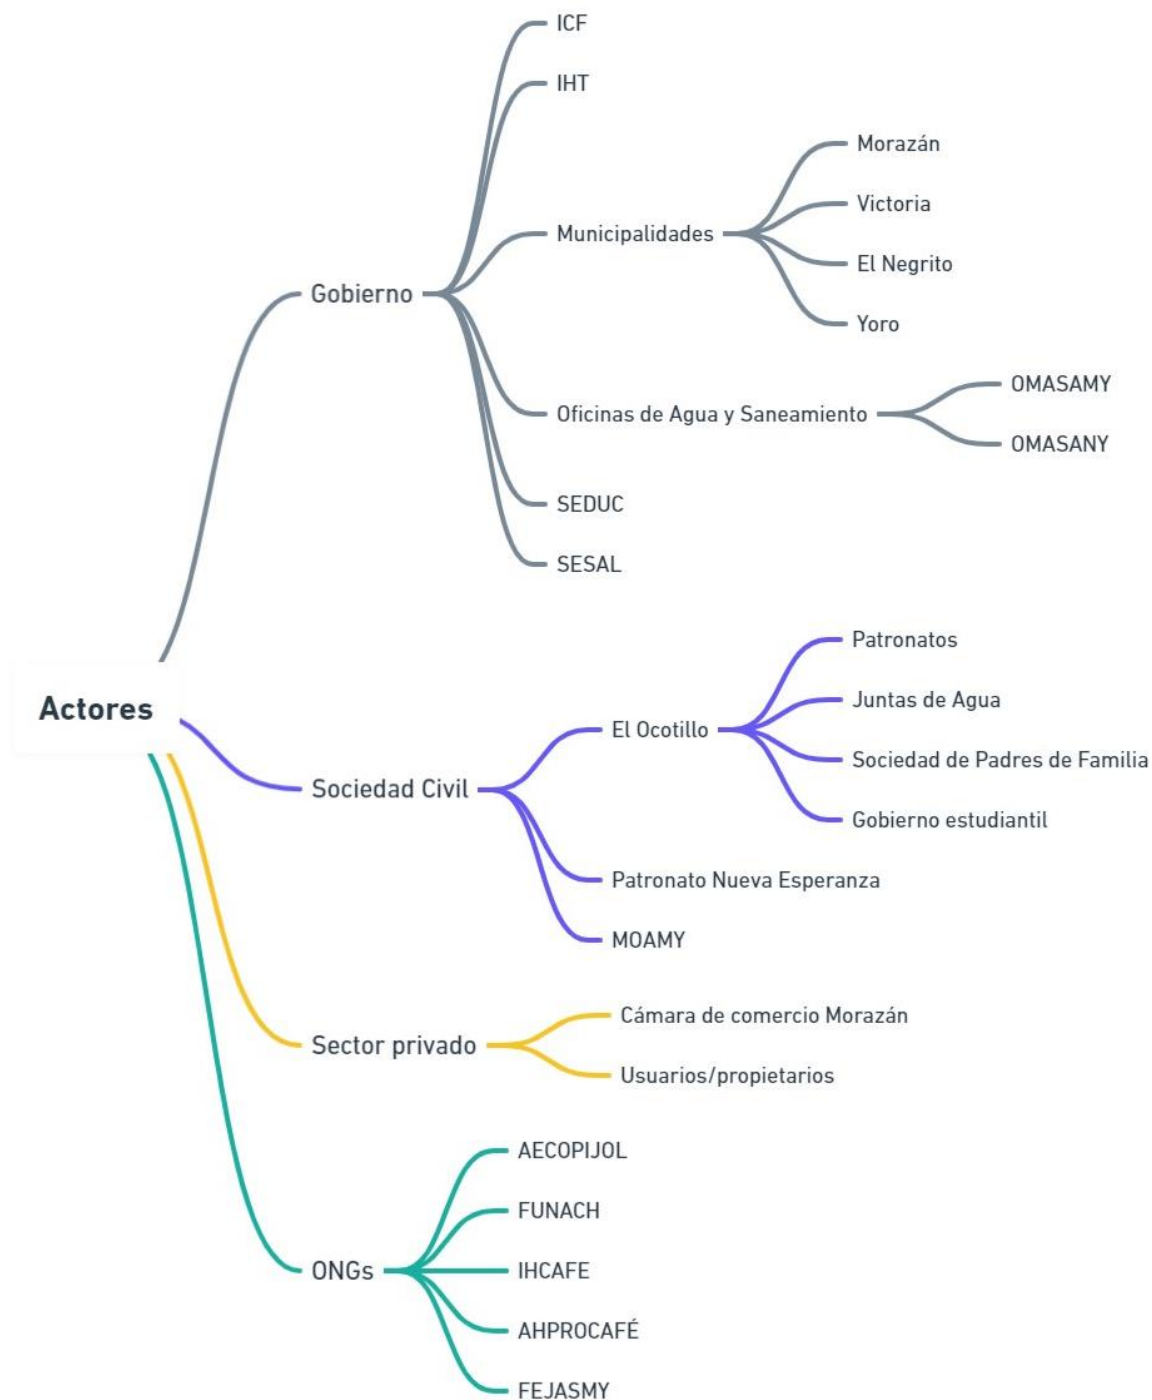 Actores
Gobierno
ICF
IHT
Municipalidades
Morazán
Victoria
El Negrito
Yoro
Oficinas de Agua y Saneamiento
OMASAMY
OMASANY
SEDUC
SESAL
Sociedad Civil
El Ocotillo
Patronatos
Juntas de Agua
Sociedad de Padres de Familia
Gobierno estudiantil
Patronato Nueva Esperanza
MOAMY
Sector privado
Cámara de comercio Morazán
Usuarios/propietarios
ONGs
AECOPIJOL
FUNACH
IHCAFE
AHPROCAFÉ
FEJASMY